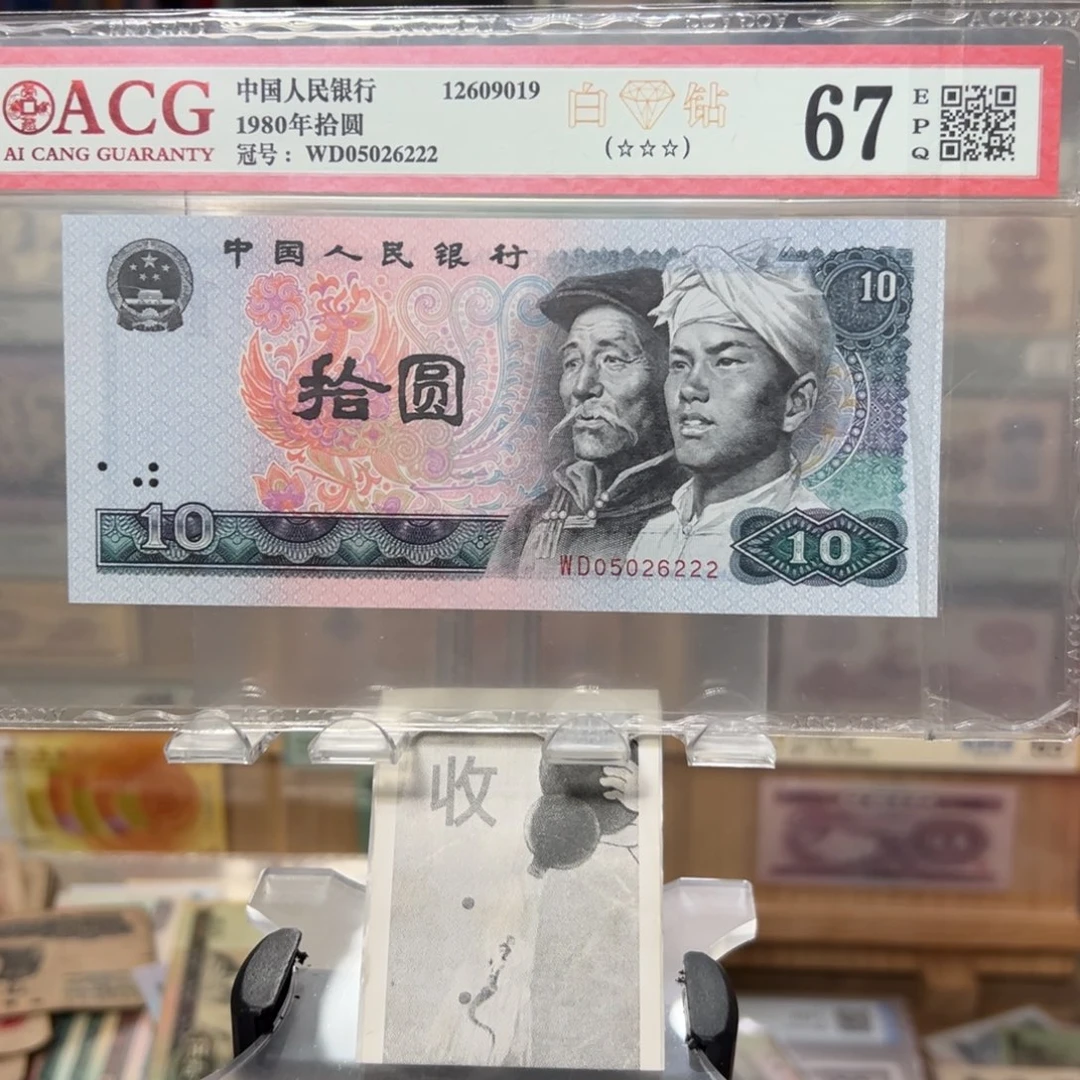 ACG
AI CANG GUARANTY
中国人民银行
12609019
1980年拾圆
冠号：WD05026222
白 钻
(☆☆☆)
67
EPQ
中国人民银行
10
拾圆
10
WD05026222
10
收